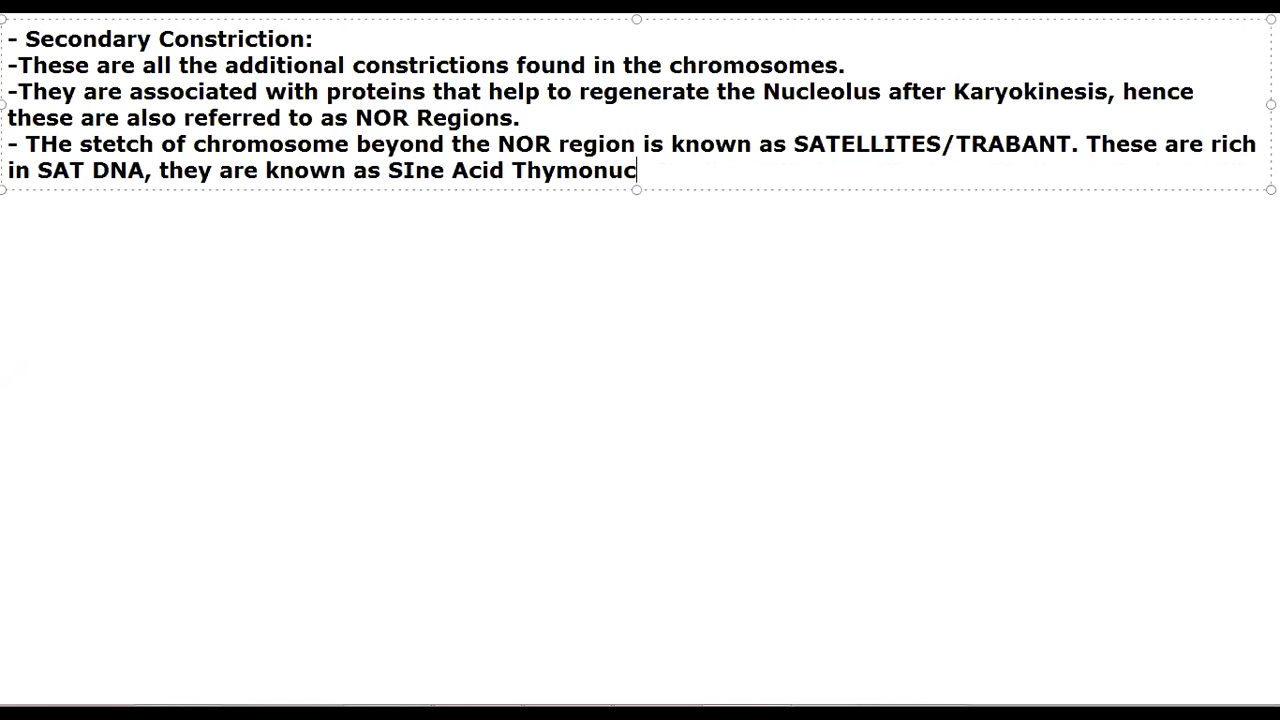 - Secondary Constriction:
-These are all the additional constrictions found in the chromosomes.
-They are associated with proteins that help to regenerate the Nucleolus after Karyokinesis, hence
these are also referred to as NOR Regions.
- THe stetch of chromosome beyond the NOR region is known as SATELLITES/TRABANT. These are rich
in SAT DNA, they are known as SIne Acid Thymonuc